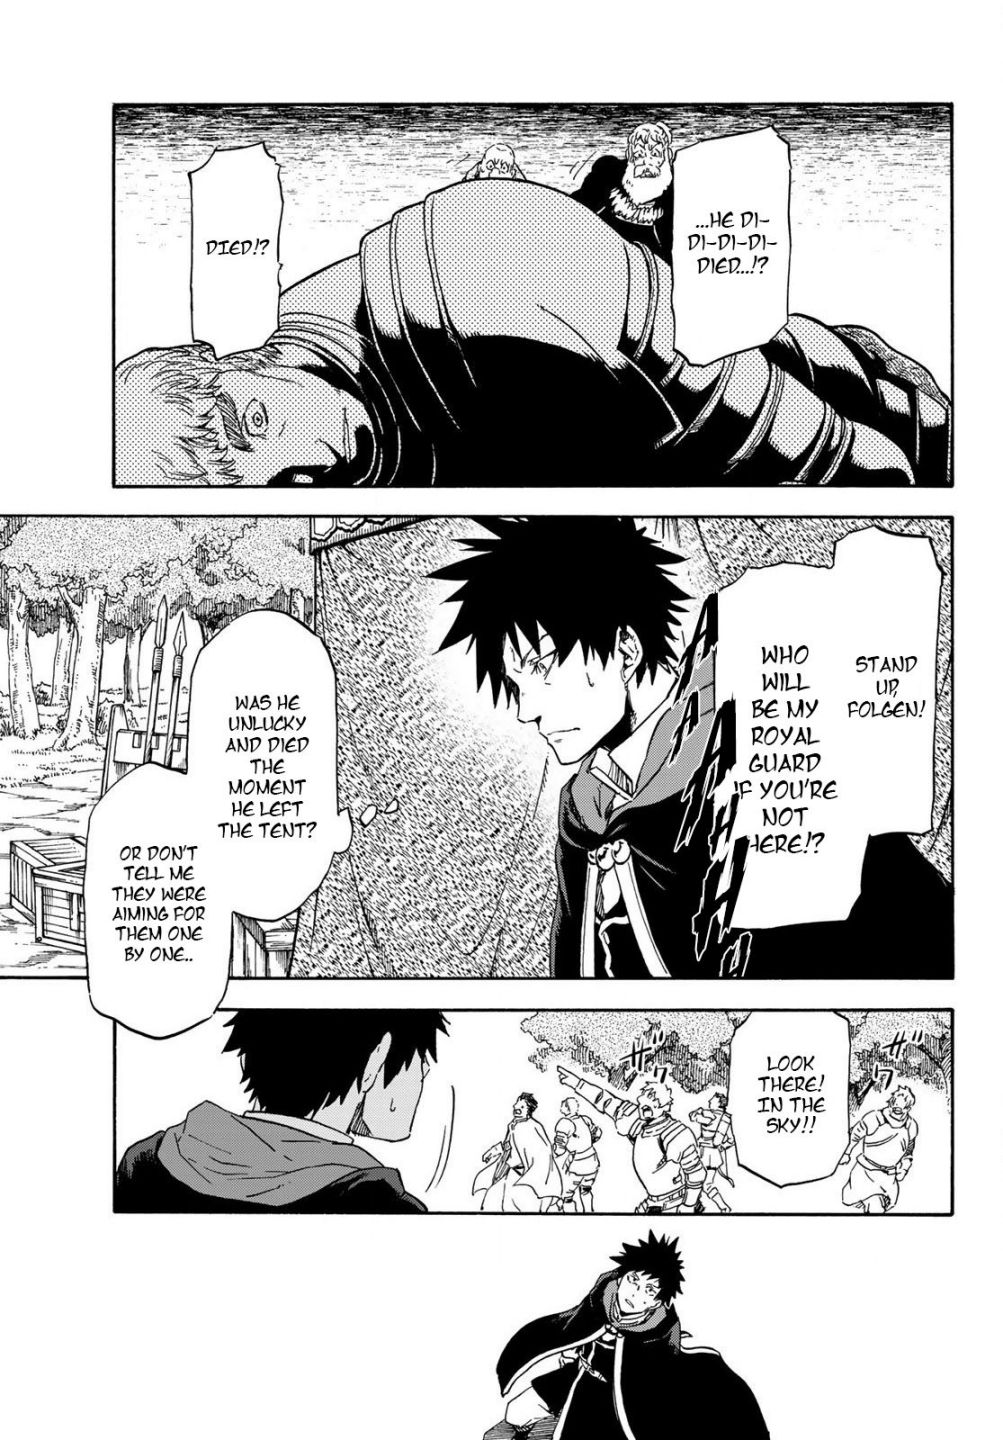 ...HE DI-
DI-DI-DI-
DIED...!?
DIED!?
STAND
UP,
FOLGEN!
WHO
WILL
BE MY
ROYAL
GUARD
IF YOU'RE
NOT
HERE!?
WAS HE
UNLUCKY
AND DIED
THE
MOMENT
HE LEFT
THE TENT?
OR DON'T
TELL ME
THEY WERE
AIMING FOR
THEM ONE
BY ONE..
LOOK
THERE!
IN THE
SKY!!